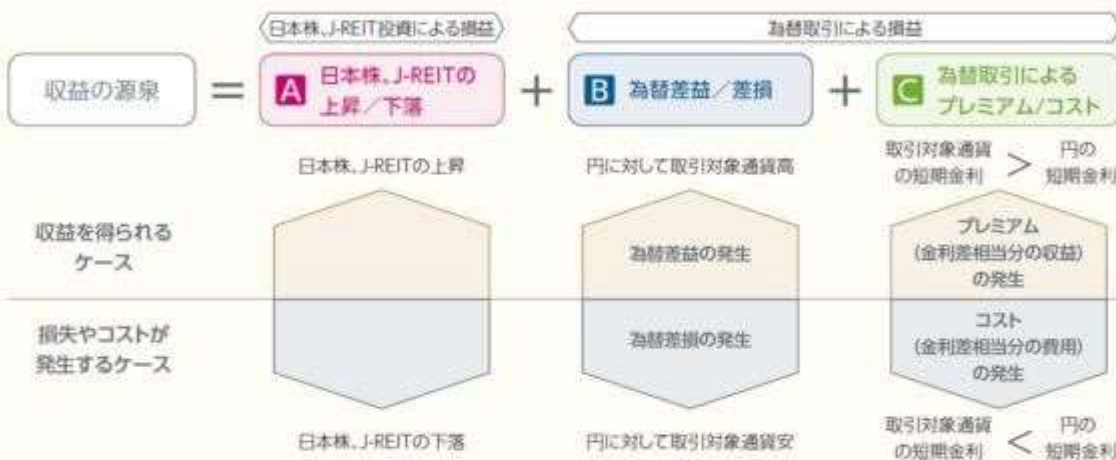 日本株、J-REIT投資による損益
為替取引による損益
収益の源泉
=
A
日本株、J-REITの
上昇/下落
+
B
為替差益/差損
+
C
為替取引による
プレミアム/コスト
日本株、J-REITの上昇
円に対して取引対象通貨高
取引対象通貨
の短期金利
>
円の
短期金利
収益を得られる
ケース
為替差益の発生
プレミアム
(金利差相当分の収益)
の発生
損失やコストが
発生するケース
為替差損の発生
コスト
(金利差相当分の費用)
の発生
日本株、J-REITの下落
円に対して取引対象通貨安
取引対象通貨
の短期金利
<
円の
短期金利